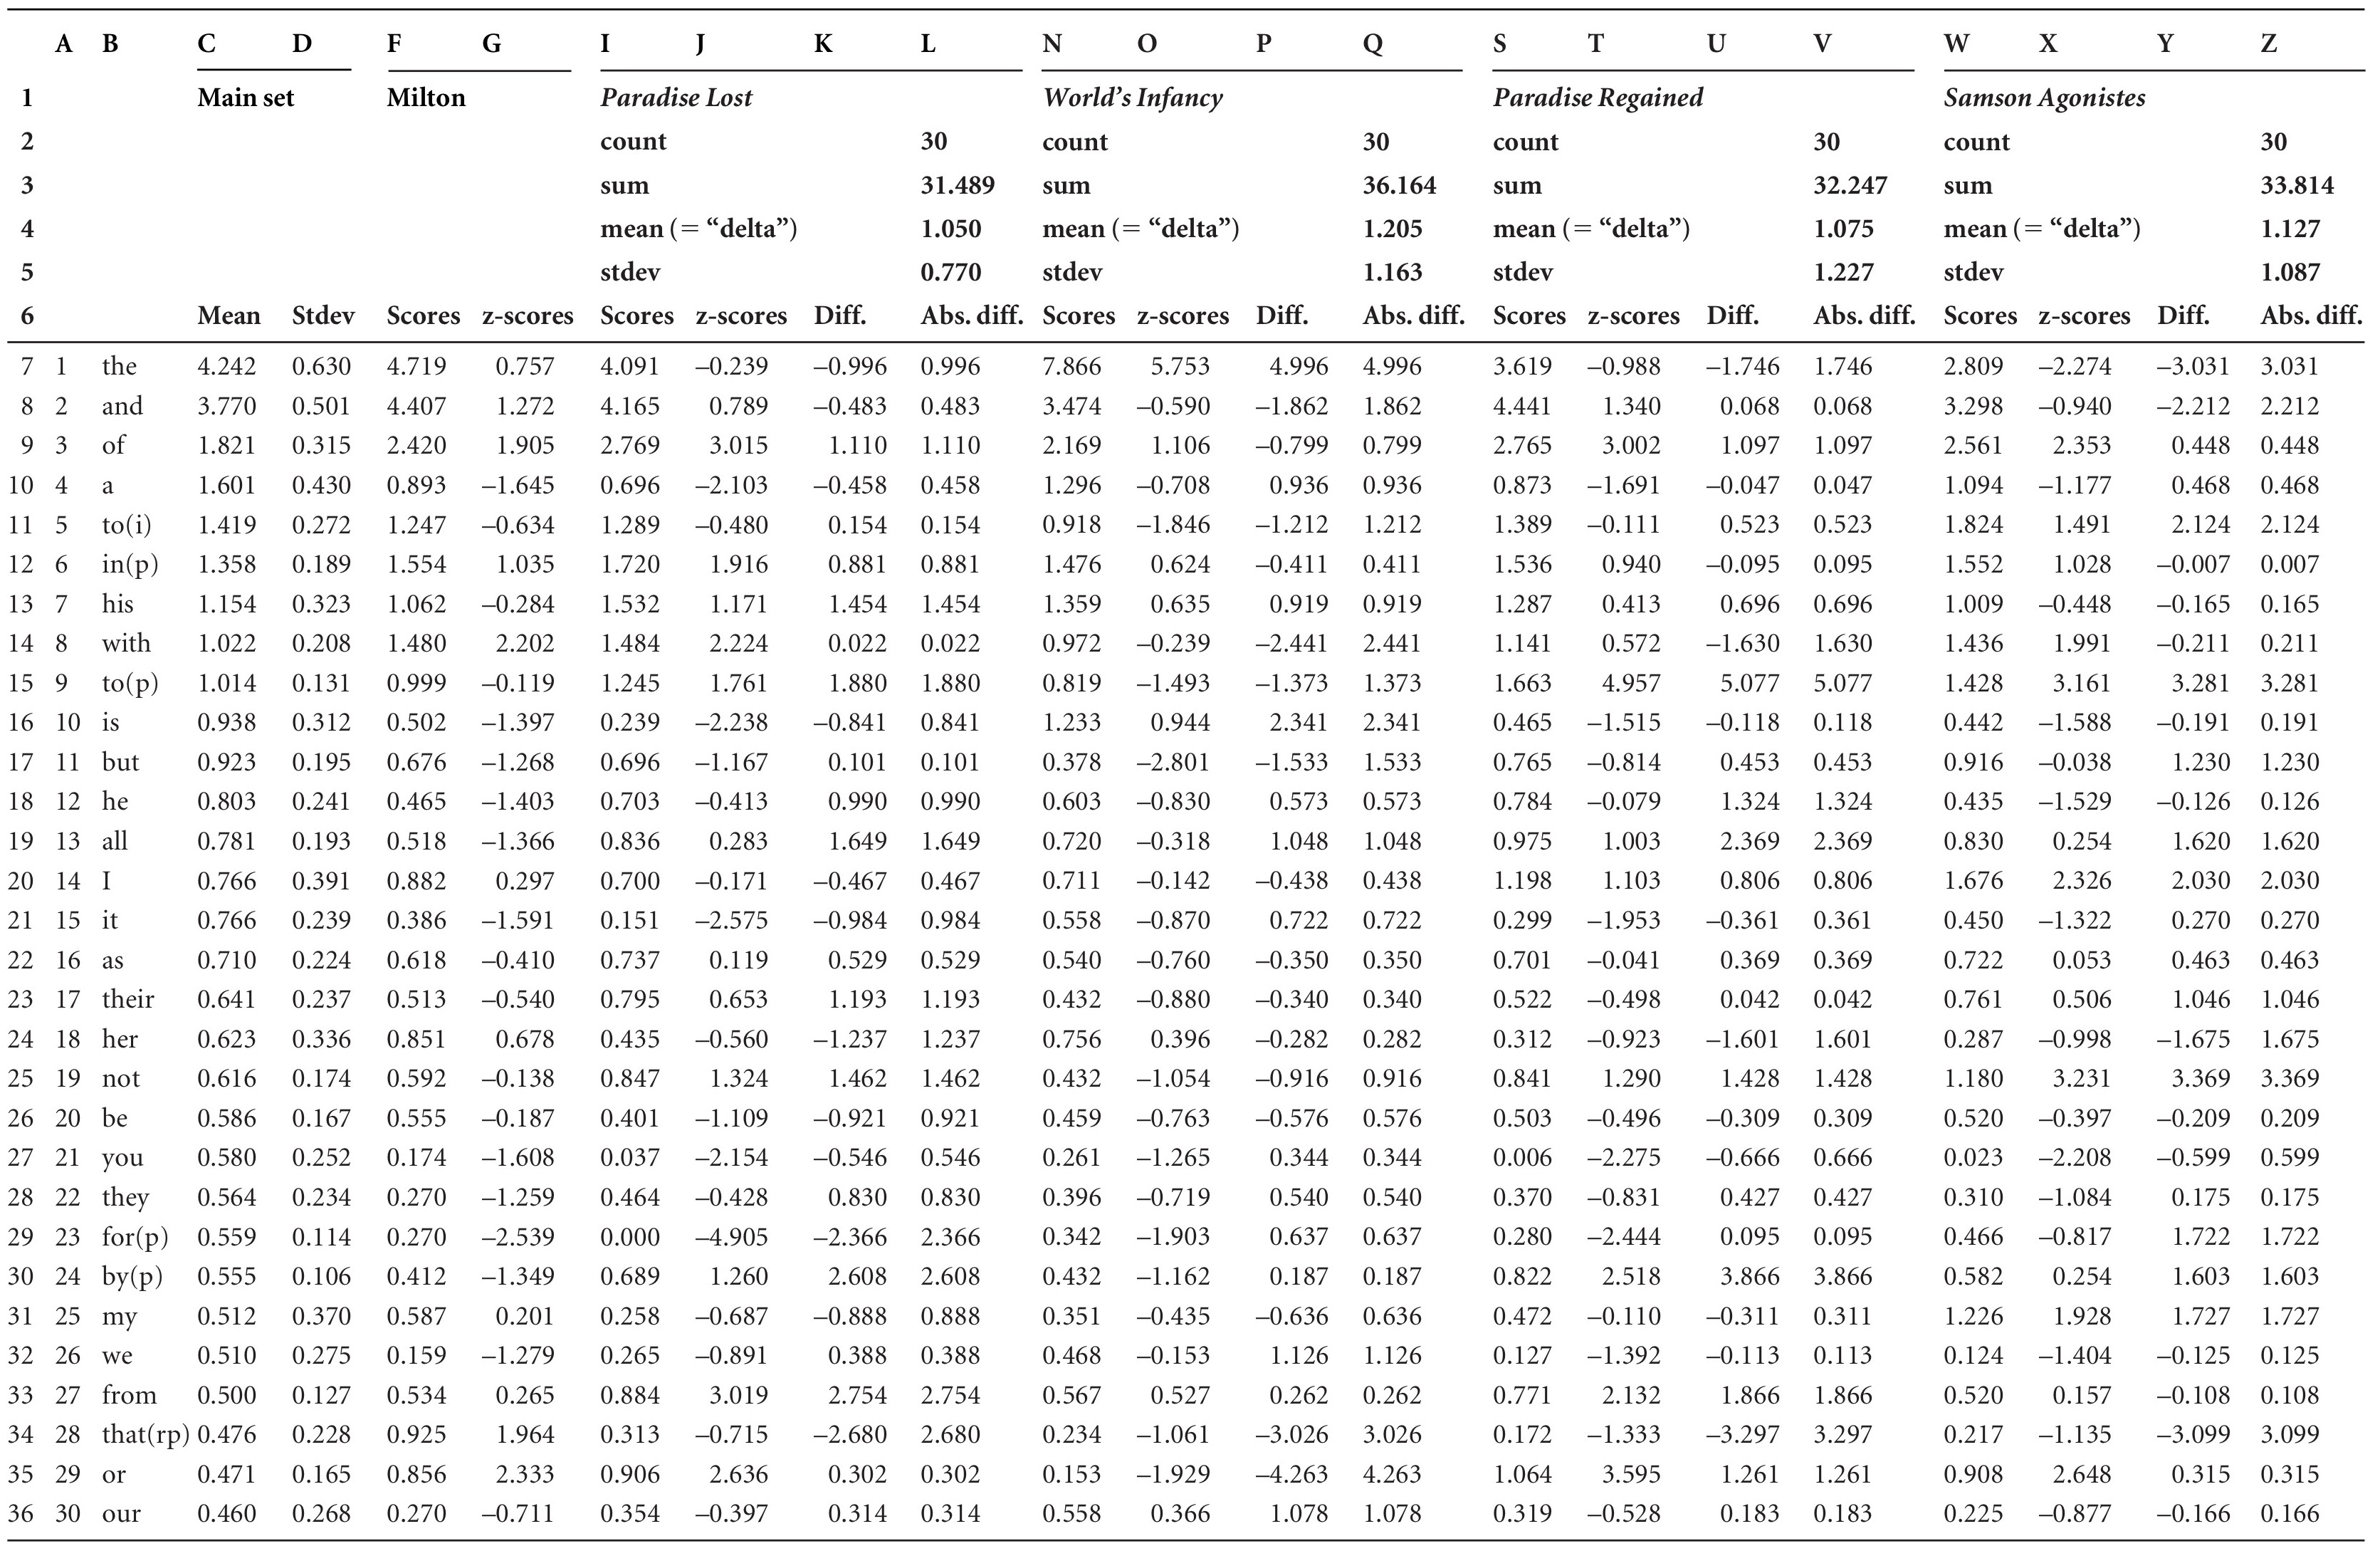 A B C D F G I J K L N O P Q S T U V W X Y Z
1 Main set Milton Paradise Lost World’s Infancy Paradise Regained Samson Agonistes
2 count 30 count 30 count 30 count 30
3 sum 31.489 sum 36.164 sum 32.247 sum 33.814
4 mean (= “delta”) 1.050 mean (= “delta”) 1.205 mean (= “delta”) 1.075 mean (= “delta”) 1.127
5 stdev 0.770 stdev 1.163 stdev 1.227 stdev 1.087
6 Mean Stdev Scores z-scores Scores z-scores Diff. Abs. diff. Scores z-scores Diff. Abs. diff. Scores z-scores Diff. Abs. diff. Scores z-scores Diff. Abs. diff.
7 1 the 4.242 0.630 4.719 0.757 4.091 –0.239 –0.996 0.996 7.866 5.753 4.996 4.996 3.619 –0.988 –1.746 1.746 2.809 –2.274 –3.031 3.031
8 2 and 3.770 0.501 4.407 1.272 4.165 0.789 –0.483 0.483 3.474 –0.590 –1.862 1.862 4.441 1.340 0.068 0.068 3.298 –0.940 –2.212 2.212
9 3 of 1.821 0.315 2.420 1.905 2.769 3.015 1.110 1.110 2.169 1.106 –0.799 0.799 2.765 3.002 1.097 1.097 2.561 2.353 0.448 0.448
10 4 a 1.601 0.430 0.893 –1.645 0.696 –2.103 –0.458 0.458 1.296 –0.708 0.936 0.936 0.873 –1.691 –0.047 0.047 1.094 –1.177 0.468 0.468
11 5 to(i) 1.419 0.272 1.247 –0.634 1.289 –0.480 0.154 0.154 0.918 –1.846 –1.212 1.212 1.389 –0.111 0.523 0.523 1.824 1.491 2.124 2.124
12 6 in(p) 1.358 0.189 1.554 1.035 1.720 1.916 0.881 0.881 1.476 0.624 –0.411 0.411 1.536 0.940 –0.095 0.095 1.552 1.028 –0.007 0.007
13 7 his 1.154 0.323 1.062 –0.284 1.532 1.171 1.454 1.454 1.359 0.635 0.919 0.919 1.287 0.413 0.696 0.696 1.009 –0.448 –0.165 0.165
14 8 with 1.022 0.208 1.480 2.202 1.484 2.224 0.022 0.022 0.972 –0.239 –2.441 2.441 1.141 0.572 –1.630 1.630 1.436 1.991 –0.211 0.211
15 9 to(p) 1.014 0.131 0.999 –0.119 1.245 1.761 1.880 1.880 0.819 –1.493 –1.373 1.373 1.663 4.957 5.077 5.077 1.428 3.161 3.281 3.281
16 10 is 0.938 0.312 0.502 –1.397 0.239 –2.238 –0.841 0.841 1.233 0.944 2.341 2.341 0.465 –1.515 –0.118 0.118 0.442 –1.588 –0.191 0.191
17 11 but 0.923 0.195 0.676 –1.268 0.696 –1.167 0.101 0.101 0.378 –2.801 –1.533 1.533 0.765 –0.814 0.453 0.453 0.916 –0.038 1.230 1.230
18 12 he 0.803 0.241 0.465 –1.403 0.703 –0.413 0.990 0.990 0.603 –0.830 0.573 0.573 0.784 –0.079 1.324 1.324 0.435 –1.529 –0.126 0.126
19 13 all 0.781 0.193 0.518 –1.366 0.836 0.283 1.649 1.649 0.720 –0.318 1.048 1.048 0.975 1.003 2.369 2.369 0.830 0.254 1.620 1.620
20 14 I 0.766 0.391 0.882 0.297 0.700 –0.171 –0.467 0.467 0.711 –0.142 –0.438 0.438 1.198 1.103 0.806 0.806 1.676 2.326 2.030 2.030
21 15 it 0.766 0.239 0.386 –1.591 0.151 –2.575 –0.984 0.984 0.558 –0.870 0.722 0.722 0.299 –1.953 –0.361 0.361 0.450 –1.322 0.270 0.270
22 16 as 0.710 0.224 0.618 –0.410 0.737 0.119 0.529 0.529 0.540 –0.760 –0.350 0.350 0.701 –0.041 0.369 0.369 0.722 0.053 0.463 0.463
23 17 their 0.641 0.237 0.513 –0.540 0.795 0.653 1.193 1.193 0.432 –0.880 –0.340 0.340 0.522 –0.498 0.042 0.042 0.761 0.506 1.046 1.046
24 18 her 0.623 0.336 0.851 0.678 0.435 –0.560 –1.237 1.237 0.756 0.396 –0.282 0.282 0.312 –0.923 –1.601 1.601 0.287 –0.998 –1.675 1.675
25 19 not 0.616 0.174 0.592 –0.138 0.847 1.324 1.462 1.462 0.432 –1.054 –0.916 0.916 0.841 1.290 1.428 1.428 1.180 3.231 3.369 3.369
26 20 be 0.586 0.167 0.555 –0.187 0.401 –1.109 –0.921 0.921 0.459 –0.763 –0.576 0.576 0.503 –0.496 –0.309 0.309 0.520 –0.397 –0.209 0.209
27 21 you 0.580 0.252 0.174 –1.608 0.037 –2.154 –0.546 0.546 0.261 –1.265 0.344 0.344 0.006 –2.275 –0.666 0.666 0.023 –2.208 –0.599 0.599
28 22 they 0.564 0.234 0.270 –1.259 0.464 –0.428 0.830 0.830 0.396 –0.719 0.540 0.540 0.370 –0.831 0.427 0.427 0.310 –1.084 0.175 0.175
29 23 for(p) 0.559 0.114 0.270 –2.539 0.000 –4.905 –2.366 2.366 0.342 –1.903 0.637 0.637 0.280 –2.444 0.095 0.095 0.466 –0.817 1.722 1.722
30 24 by(p) 0.555 0.106 0.412 –1.349 0.689 1.260 2.608 2.608 0.432 –1.162 0.187 0.187 0.822 2.518 3.866 3.866 0.582 0.254 1.603 1.603
31 25 my 0.512 0.370 0.587 0.201 0.258 –0.687 –0.888 0.888 0.351 –0.435 –0.636 0.636 0.472 –0.110 –0.311 0.311 1.226 1.928 1.727 1.727
32 26 we 0.510 0.275 0.159 –1.279 0.265 –0.891 0.388 0.388 0.468 –0.153 1.126 1.126 0.127 –1.392 –0.113 0.113 0.124 –1.404 –0.125 0.125
33 27 from 0.500 0.127 0.534 0.265 0.884 3.019 2.754 2.754 0.567 0.527 0.262 0.262 0.771 2.132 1.866 1.866 0.520 0.157 –0.108 0.108
34 28 that(rp) 0.476 0.228 0.925 1.964 0.313 –0.715 –2.680 2.680 0.234 –1.061 –3.026 3.026 0.172 –1.333 –3.297 3.297 0.217 –1.135 –3.099 3.099
35 29 or 0.471 0.165 0.856 2.333 0.906 2.636 0.302 0.302 0.153 –1.929 –4.263 4.263 1.064 3.595 1.261 1.261 0.908 2.648 0.315 0.315
36 30 our 0.460 0.268 0.270 –0.711 0.354 –0.397 0.314 0.314 0.558 0.366 1.078 1.078 0.319 –0.528 0.183 0.183 0.225 –0.877 –0.166 0.166